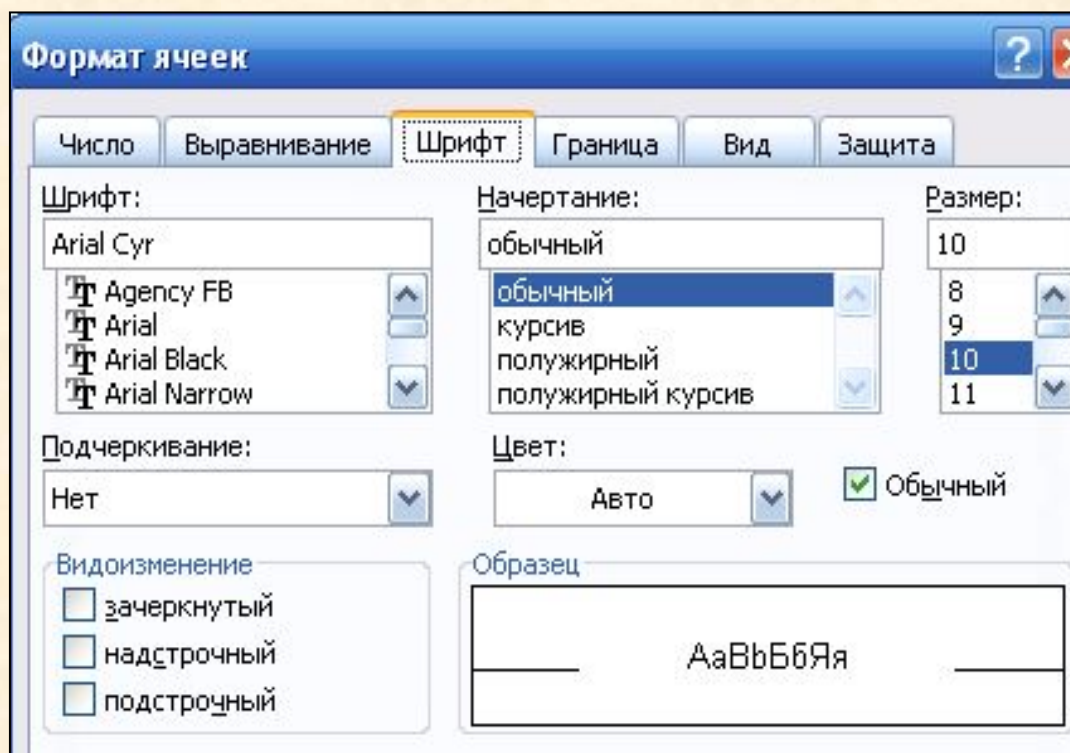 Формат ячеек
?
Число Выравнивание Шрифт Граница Вид Защита
Шрифт: Начертание: Размер:
Arial Cyr обычный 10
Agency FB обычный 8
Arial курсив 9
Arial Black полужирный 10
Arial Narrow полужирный курсив 11
Подчеркивание: Цвет:
Нет Авто Обычный
Видоизменение Образец
зачеркнутый
надстрочный АаBbБбЯя
подстрочный